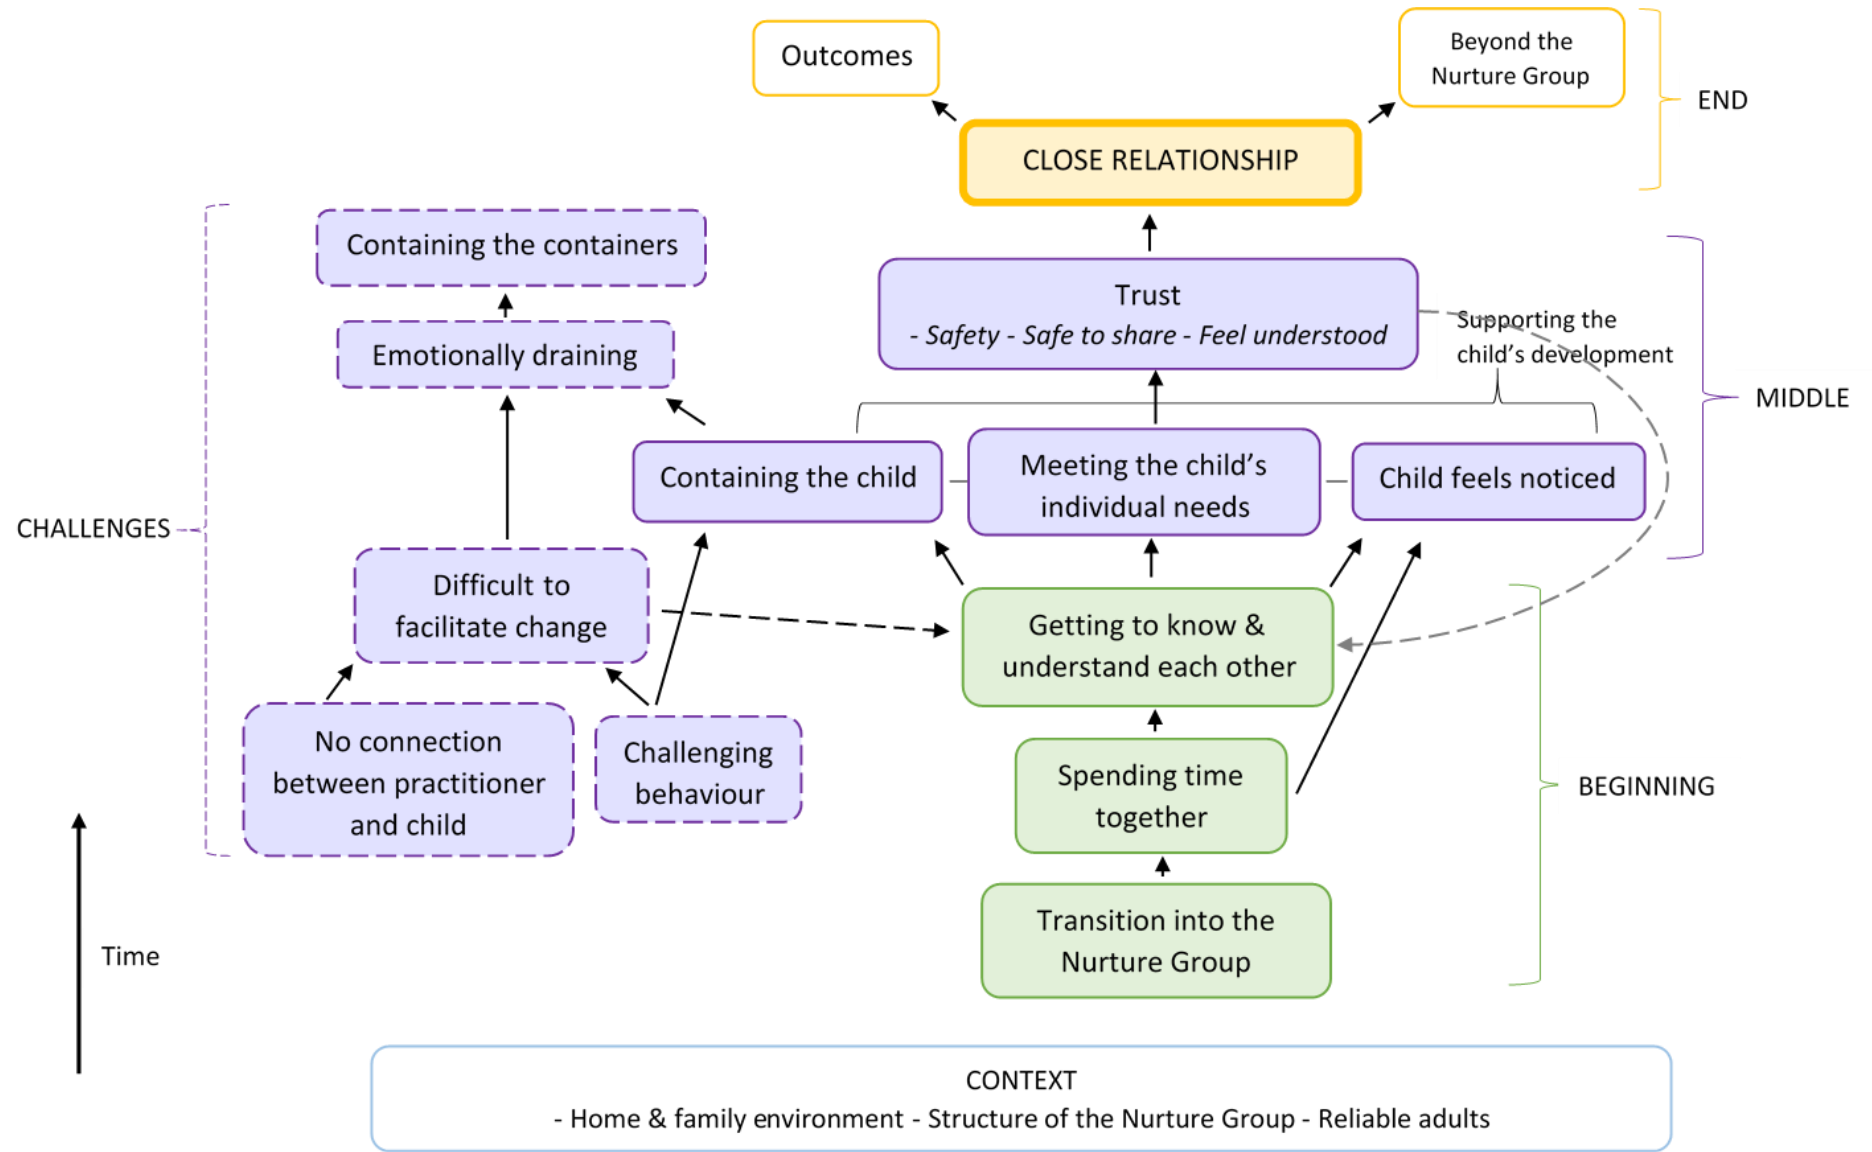 Outcomes
Beyond the
Nurture Group
END
CLOSE RELATIONSHIP
Containing the containers
Trust
- Safety - Safe to share - Feel understood
Supporting the
child's development
Emotionally draining
MIDDLE
Containing the child
Meeting the child's
individual needs
Child feels noticed
CHALLENGES
Difficult to
facilitate change
Getting to know &
understand each other
No connection
between practitioner
and child
Challenging
behaviour
Spending time
together
BEGINNING
Transition into the
Nurture Group
Time
CONTEXT
- Home & family environment - Structure of the Nurture Group - Reliable adults